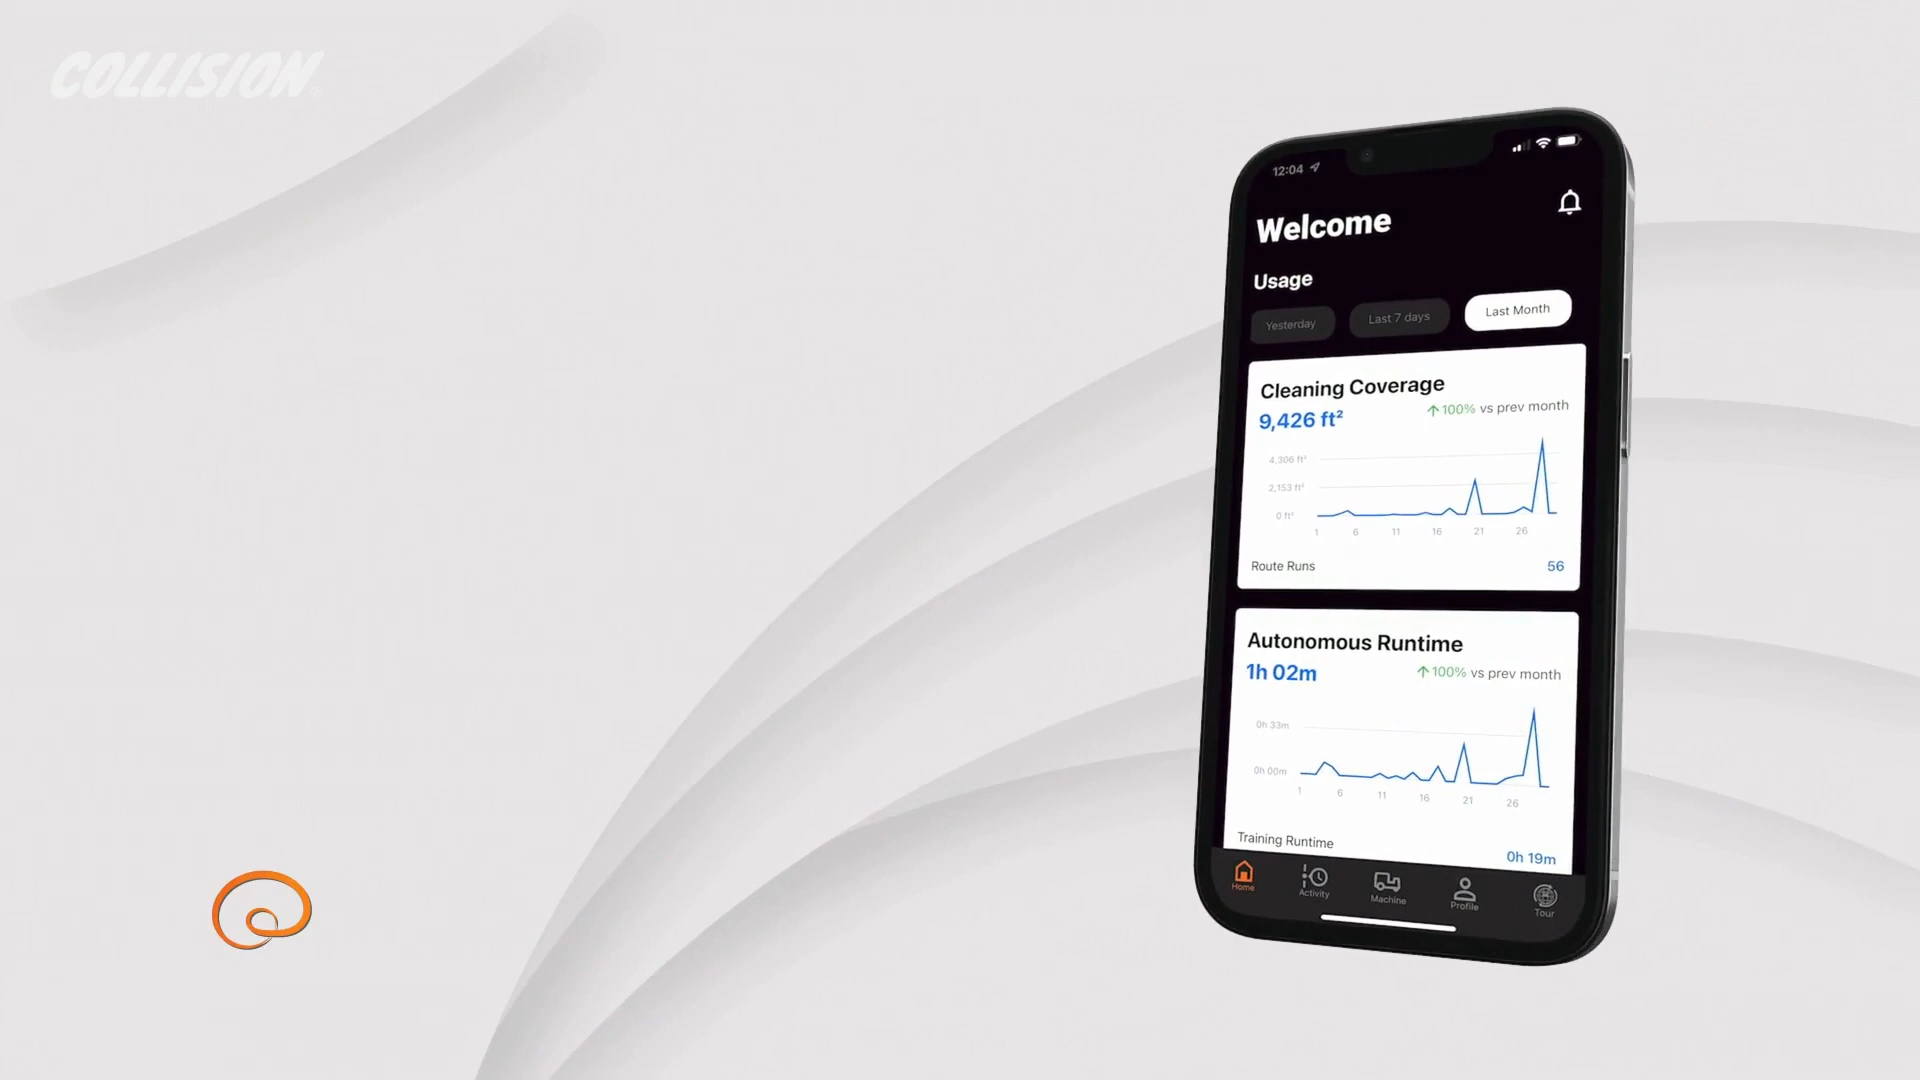 COLLISION
12:04
Welcome
Usage
Yesterday
Last 7 days
Last Month
Cleaning Coverage
9,426 ft²
↑100% vs prev month
4,306 ft²
2,153 ft²
0 ft²
1 6 11 16 21 26
Route Runs
56
Autonomous Runtime
1h 02m
↑100% vs prev month
0h 33m
0h 00m
1 6 11 16 21 26
Training Runtime
0h 19m
Home
Activity
Machine
Profile
Tour